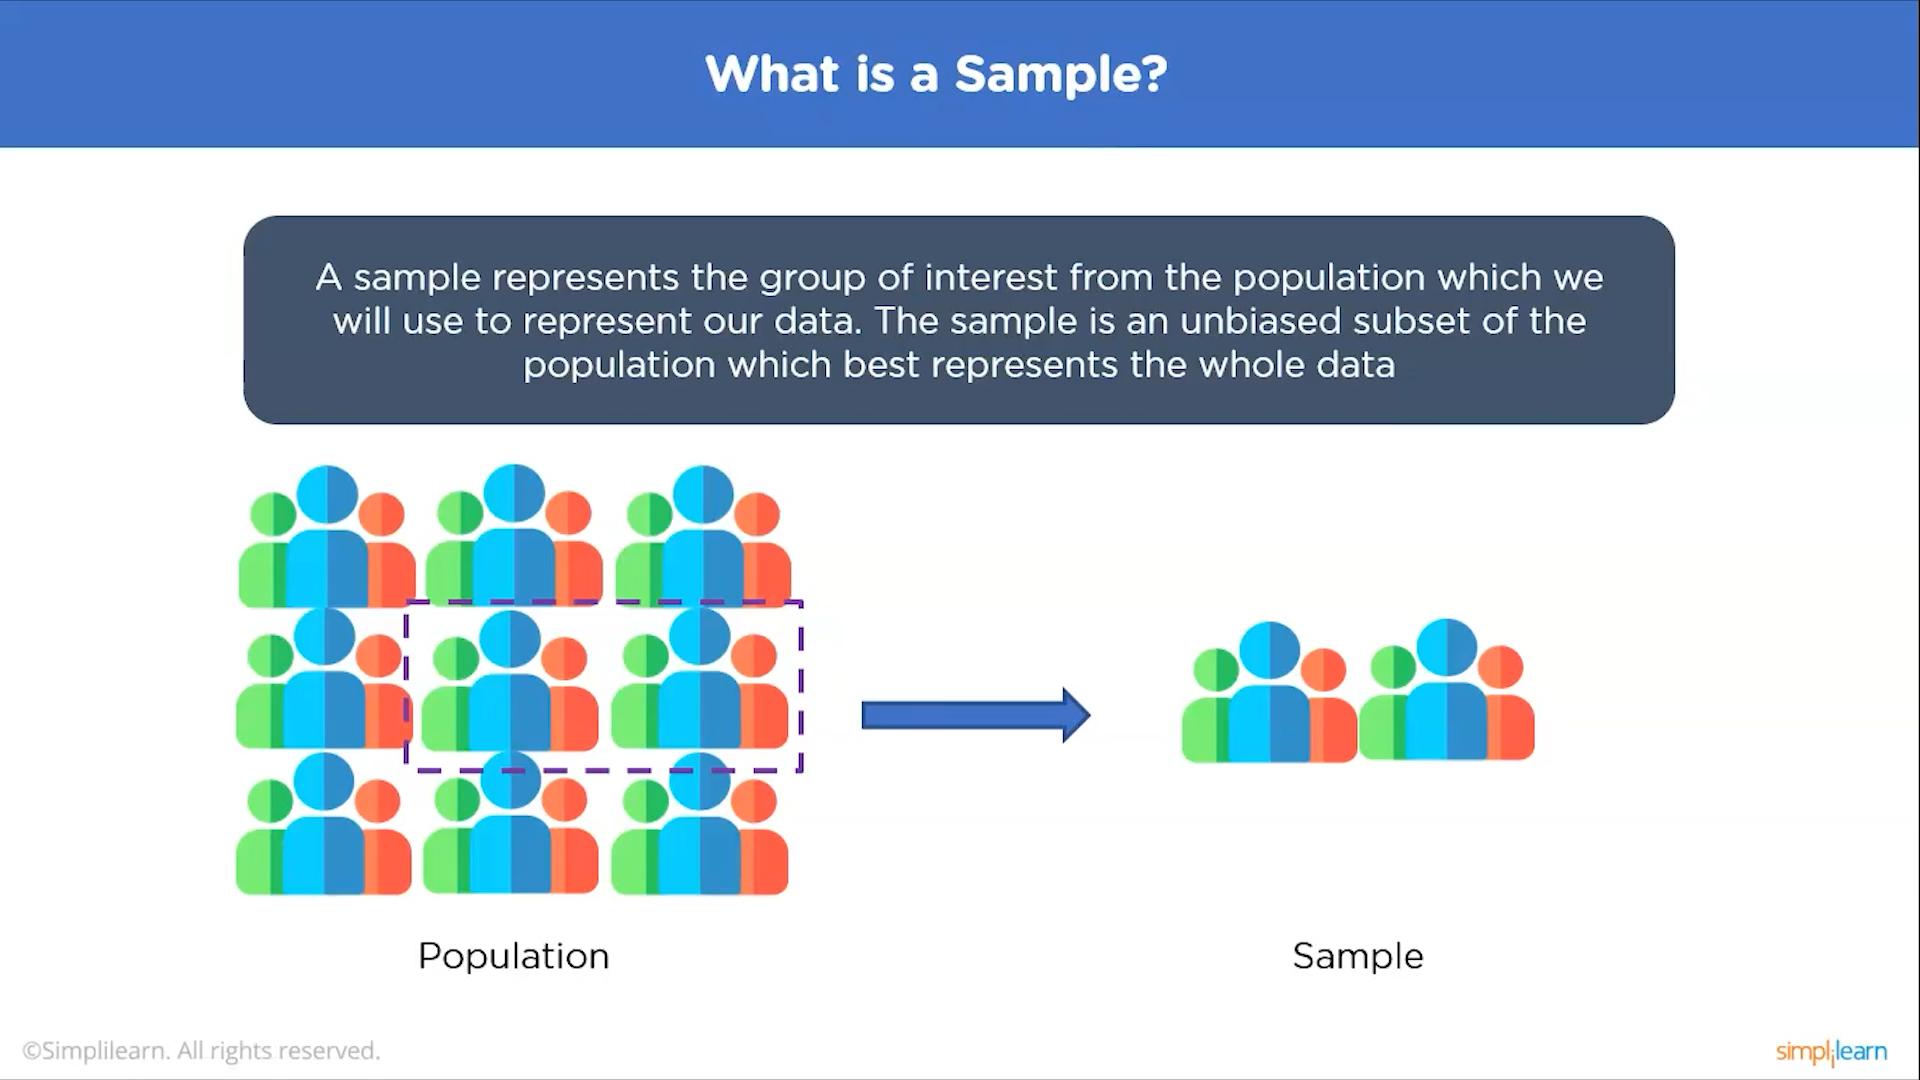 What is a Sample?
A sample represents the group of interest from the population which we
will use to represent our data. The sample is an unbiased subset of the
population which best represents the whole data
Population
Sample
©Simplilearn. All rights reserved.
simplilearn